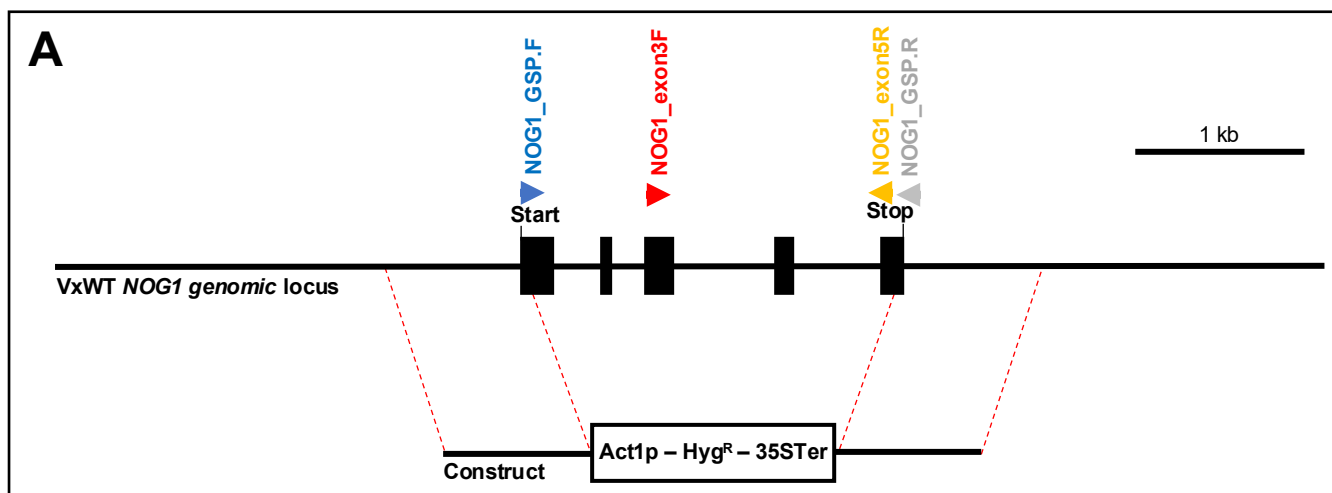 A
NOG1_GSP.F
NOG1_exon3F
NOG1_exon5R
NOG1_GSP.R
1 kb
Start
Stop
VxWT NOG1 genomic locus
Act1p – Hygᴿ – 35STer
Construct